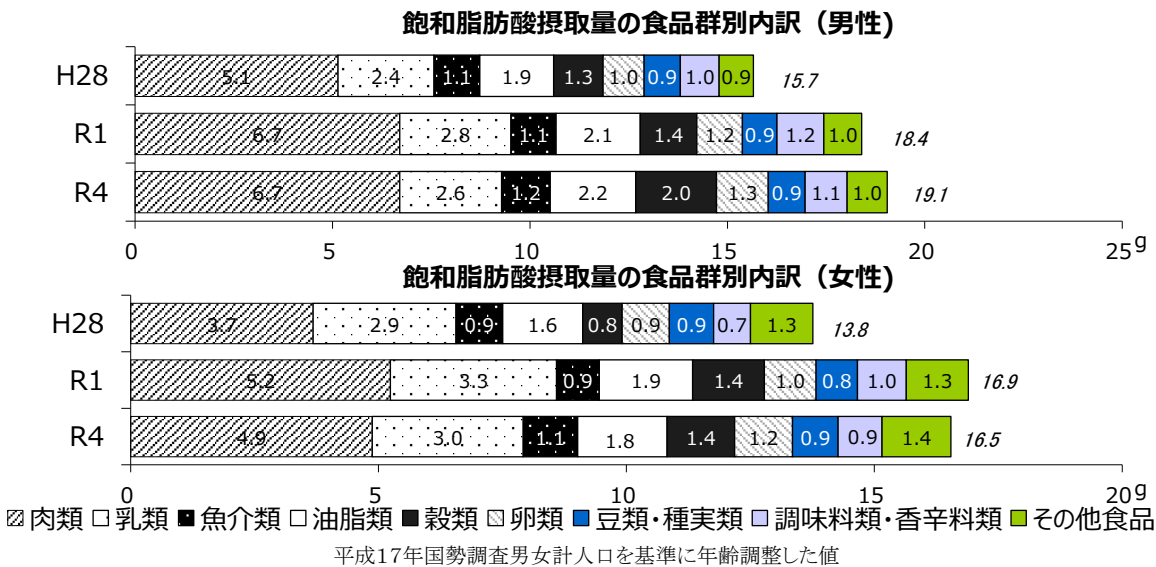 飽和脂肪酸摂取量の食品群別内訳（男性)
H28 5.1 2.4 1.1 1.9 1.3 1.0 0.9 1.0 0.9 15.7
R1 6.7 2.8 1.1 2.1 1.4 1.2 0.9 1.2 1.0 18.4
R4 6.7 2.6 1.2 2.2 2.0 1.3 0.9 1.1 1.0 19.1
0 5 10 15 20 25 g
飽和脂肪酸摂取量の食品群別内訳（女性)
H28 3.7 2.9 0.9 1.6 0.8 0.9 0.9 0.7 1.3 13.8
R1 5.2 3.3 0.9 1.9 1.4 1.0 0.8 1.0 1.3 16.9
R4 4.9 3.0 1.1 1.8 1.4 1.2 0.9 0.9 1.4 16.5
0 5 10 15 20 g
肉類 乳類 魚介類 油脂類 穀類 卵類 豆類・種実類 調味料類・香辛料類 その他食品
平成17年国勢調査男女計人口を基準に年齢調整した値